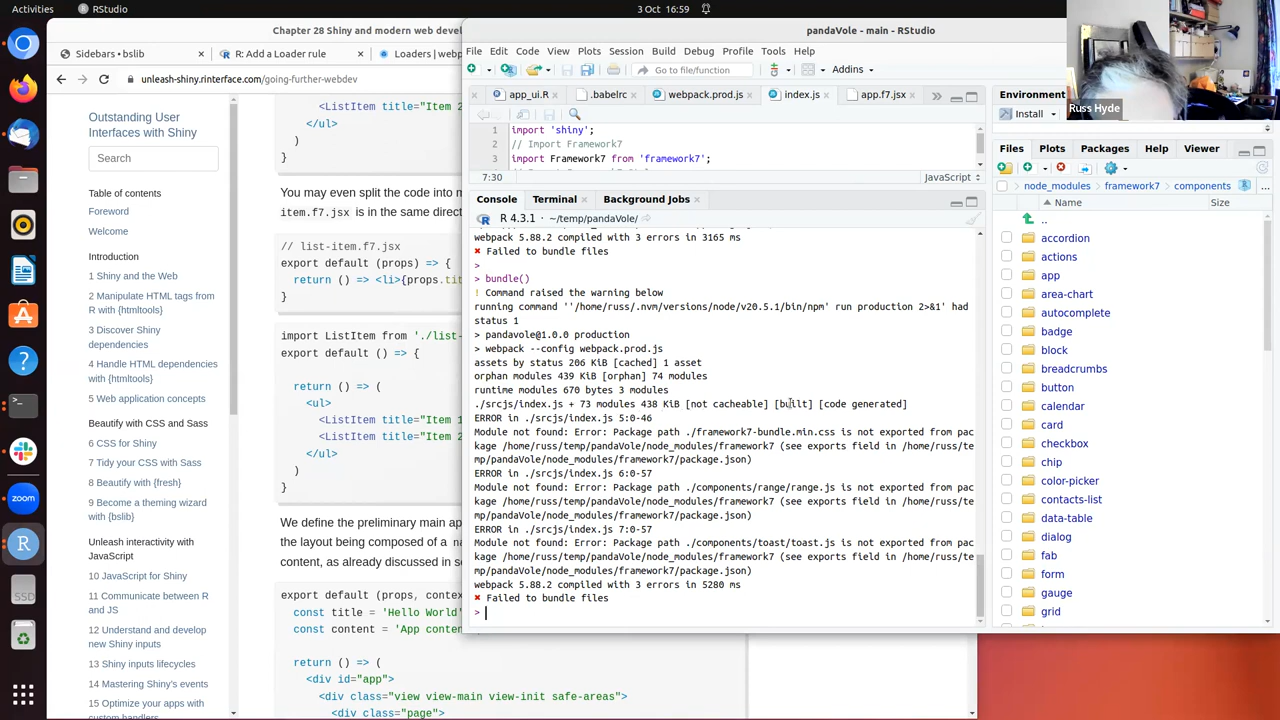 Activities
RStudio
3 Oct 16:59
Chapter 28 Shiny and modern web devel
Sidebars • bslib
R: Add a Loader rule
Loaders | webp
unleash-shiny.rinterface.com/going-further-webdev
Outstanding User
Interfaces with Shiny
Search
Table of contents
Foreword
Welcome
Introduction
1 Shiny and the Web
2 Manipulate HTML tags from
R with {htmltools}
3 Discover Shiny
dependencies
4 Handle HTML dependencies
with {htmltools}
5 Web application concepts
Beautify with CSS and Sass
6 CSS for Shiny
7 Tidy your CSS with Sass
8 Beautify with {fresh}
9 Become a theming wizard
with {bslib}
Unleash interactivity with
JavaScript
10 JavaScript for Shiny
11 Communicate between R
and JS
12 Understand and develop
new Shiny inputs
13 Shiny inputs lifecycles
14 Mastering Shiny's events
15 Optimize your apps with
custom handlers
<ListItem title="Item 2
</ul>
)
}
You may even split the code into m
item.f7.jsx is in the same direct
// list-item.f7.jsx
export default (props) => {
return () => <li>{props.tit
}
import ListItem from './list-
export default () => {
return () => (
<ul>
<ListItem title="Item 1
<ListItem title="Item 2
</ul>
)
}
We define the preliminary main ap
the layout being composed of a na
content, as already discussed in se
export default (props, contex
const title = 'Hello World'
const content = 'App conten
return () => (
<div id="app">
<div class="view view-main view-init safe-areas">
<div class="page">
pandaVole - main - RStudio
File Edit Code View Plots Session Build Debug Profile Tools Help
Go to file/function
Addins
app_ui.R
.babelrc
webpack.prod.js
index.js
app.f7.jsx
1 import 'shiny';
2 // Import Framework7
3 import Framework7 from 'framework7';
7:30
JavaScript
Console
Terminal
Background Jobs
R 4.3.1 · ~/temp/pandaVole/
webpack 5.88.2 compiled with 3 errors in 3165 ms
✖ Failed to bundle files
>
> bundle()
! Command raised the warning below
running command ''/home/russ/.nvm/versions/node/v20.5.1/bin/npm' run production 2>&1' had
status 1
> pandavole@1.0.0 production
> webpack --config webpack.prod.js
assets by status 206 KiB [cached] 1 asset
orphan modules 439 KiB [orphan] 74 modules
runtime modules 670 bytes 3 modules
./srcjs/index.js + 73 modules 438 KiB [not cacheable] [built] [code generated]
ERROR in ./srcjs/index.js 5:0-46
Module not found: Error: Package path ./framework7-bundle.min.css is not exported from pac
kage /home/russ/temp/pandaVole/node_modules/framework7 (see exports field in /home/russ/te
mp/pandaVole/node_modules/framework7/package.json)
ERROR in ./srcjs/index.js 6:0-57
Module not found: Error: Package path ./components/range/range.js is not exported from pac
kage /home/russ/temp/pandaVole/node_modules/framework7 (see exports field in /home/russ/te
mp/pandaVole/node_modules/framework7/package.json)
ERROR in ./srcjs/index.js 7:0-57
Module not found: Error: Package path ./components/toast/toast.js is not exported from pac
kage /home/russ/temp/pandaVole/node_modules/framework7 (see exports field in /home/russ/te
mp/pandaVole/node_modules/framework7/package.json)
webpack 5.88.2 compiled with 3 errors in 5280 ms
✖ Failed to bundle files
>
Russ Hyde
Environment
Install
Files Plots Packages Help Viewer
node_modules framework7 components
...
Name
Size
..
accordion
actions
app
area-chart
autocomplete
badge
block
breadcrumbs
button
calendar
card
checkbox
chip
color-picker
contacts-list
data-table
dialog
fab
form
gauge
grid
zoom
SSD